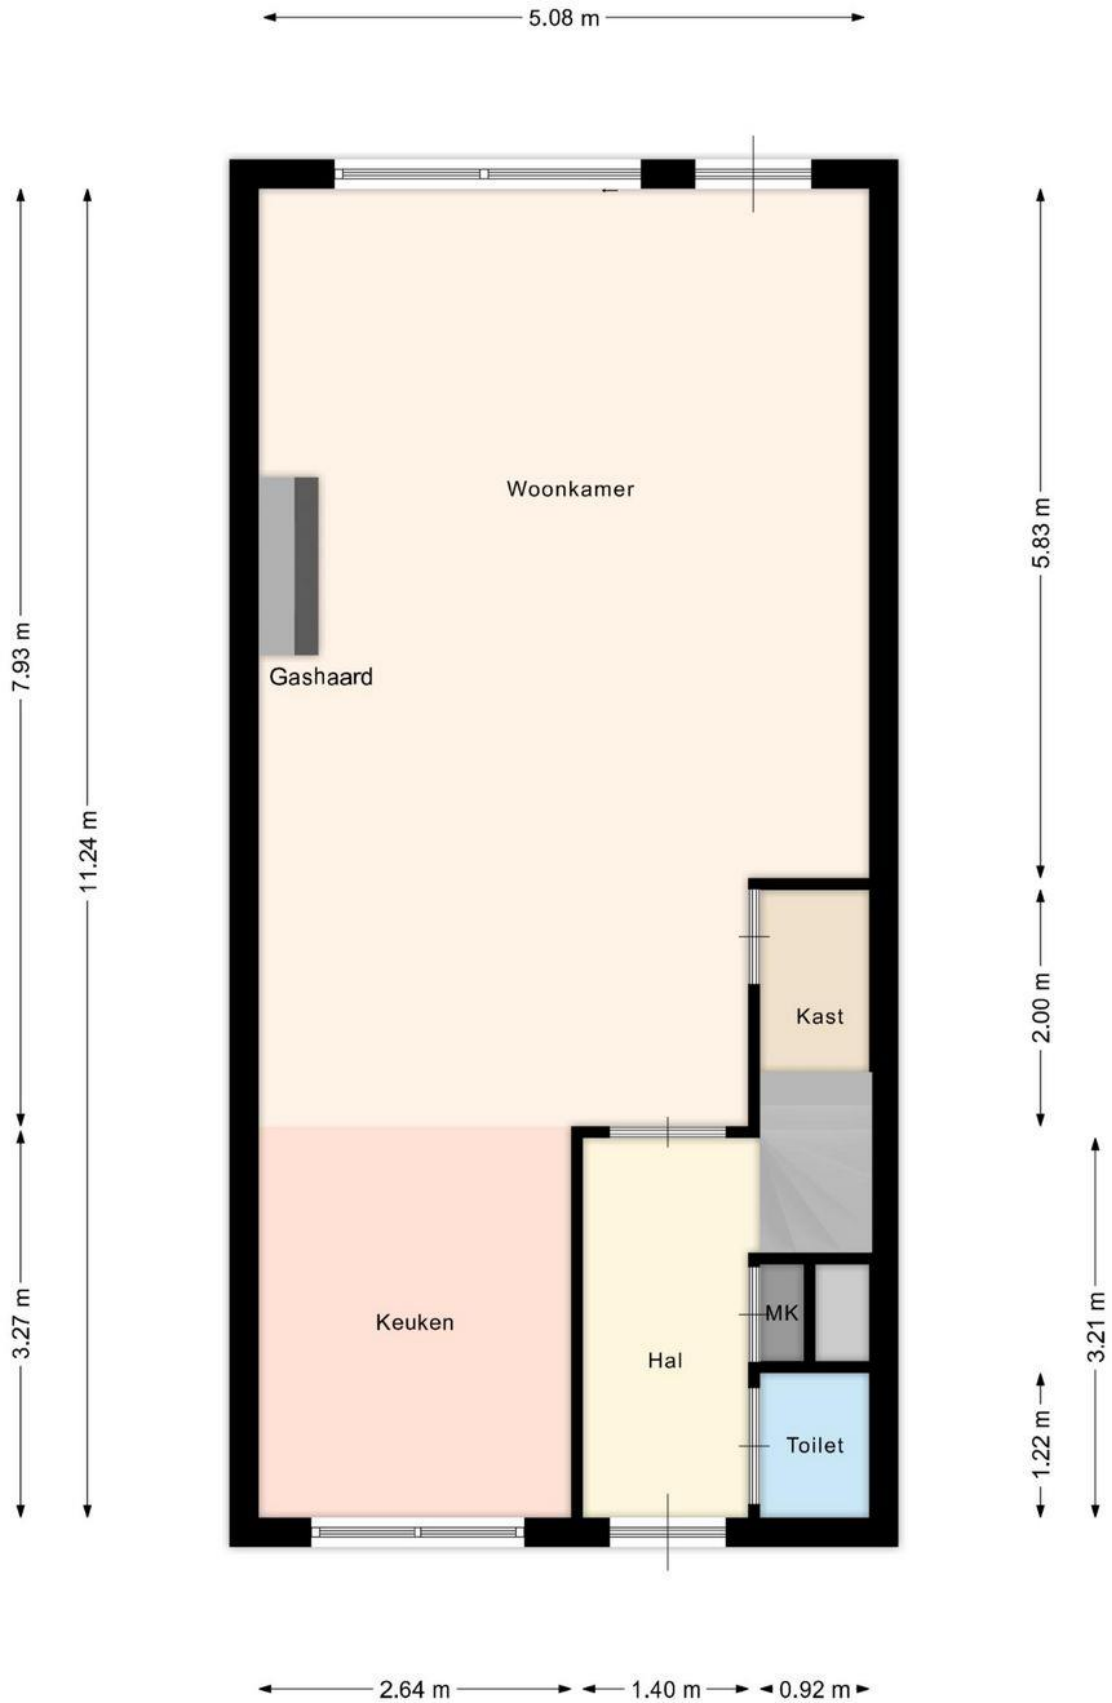 5.08 m
Woonkamer
5.83 m
7.93 m
Gashaard
11.24 m
2.00 m
Kast
3.27 m
Keuken
MK
3.21 m
Hal
1.22 m
Toilet
2.64 m
1.40 m
0.92 m